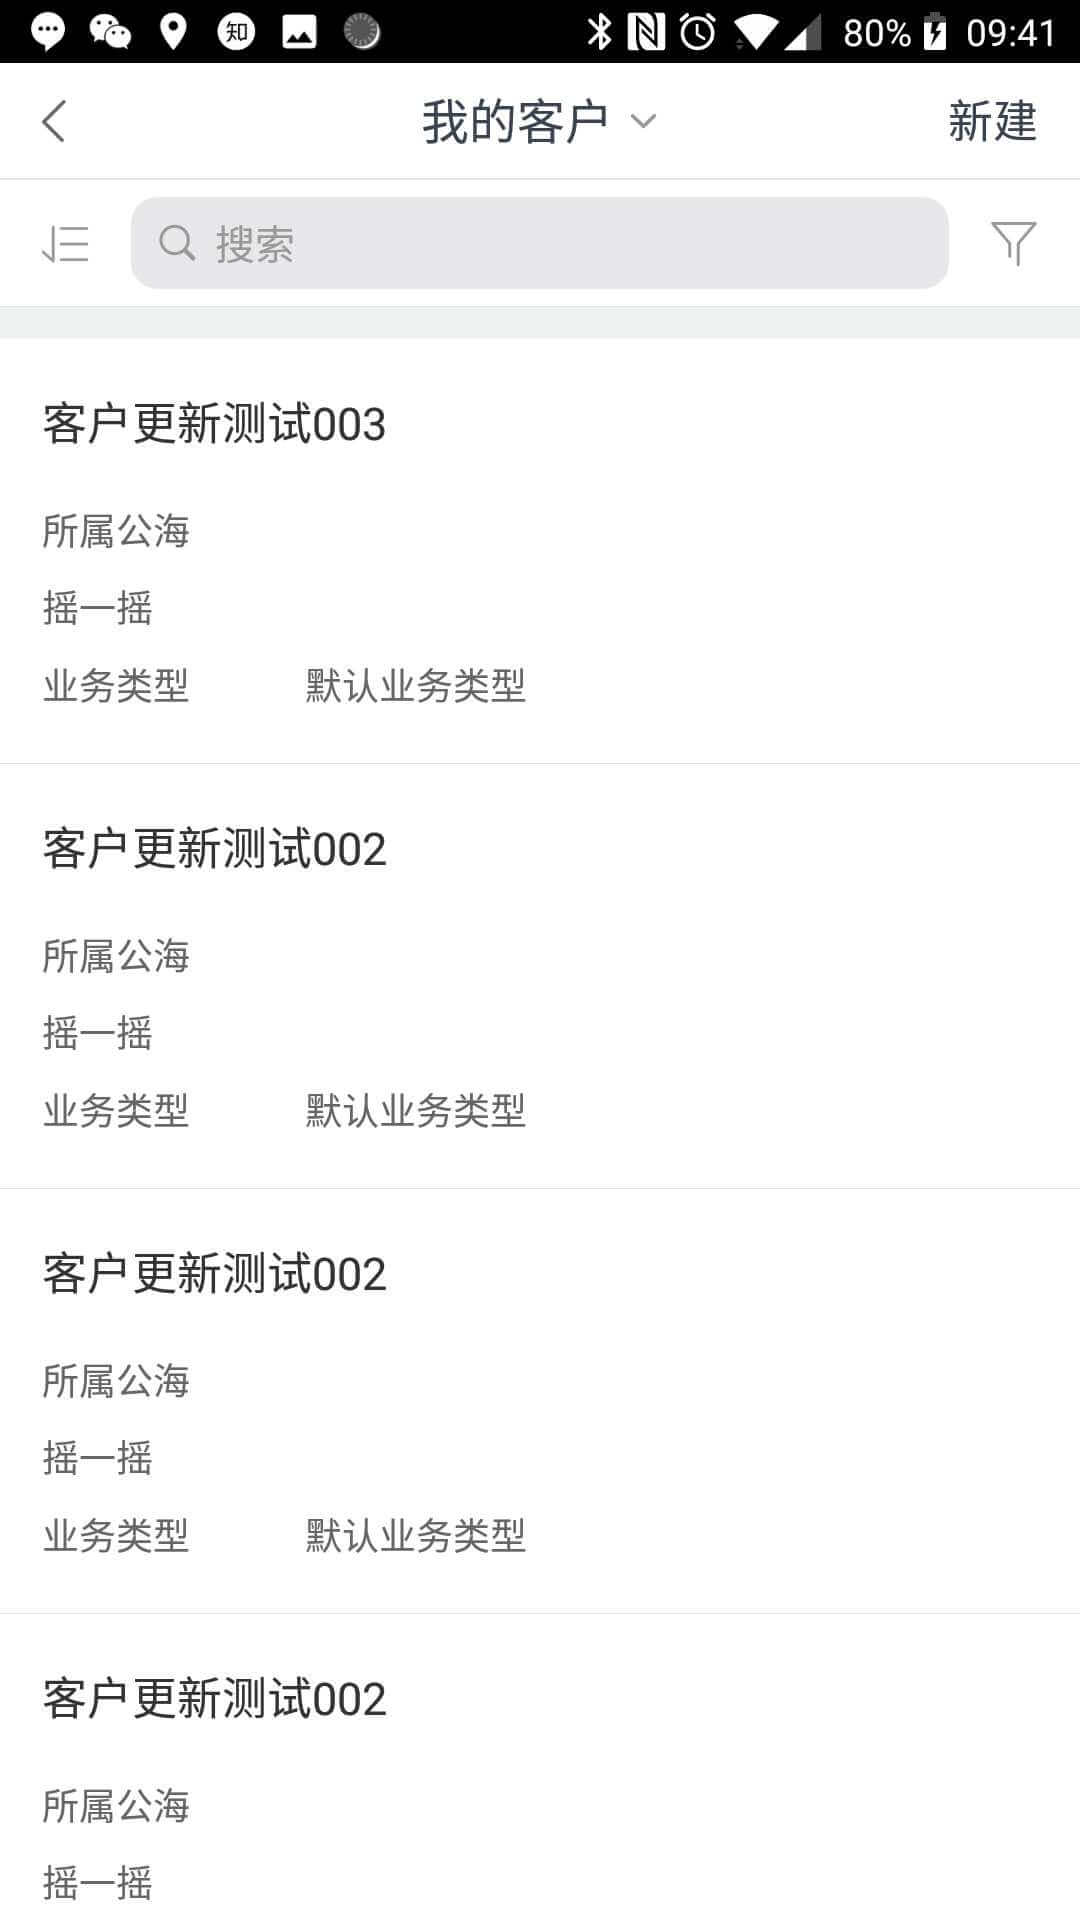 知 80% 09:41
我的客户 新建
搜索
客户更新测试003
所属公海
摇一摇
业务类型 默认业务类型
客户更新测试002
所属公海
摇一摇
业务类型 默认业务类型
客户更新测试002
所属公海
摇一摇
业务类型 默认业务类型
客户更新测试002
所属公海
摇一摇